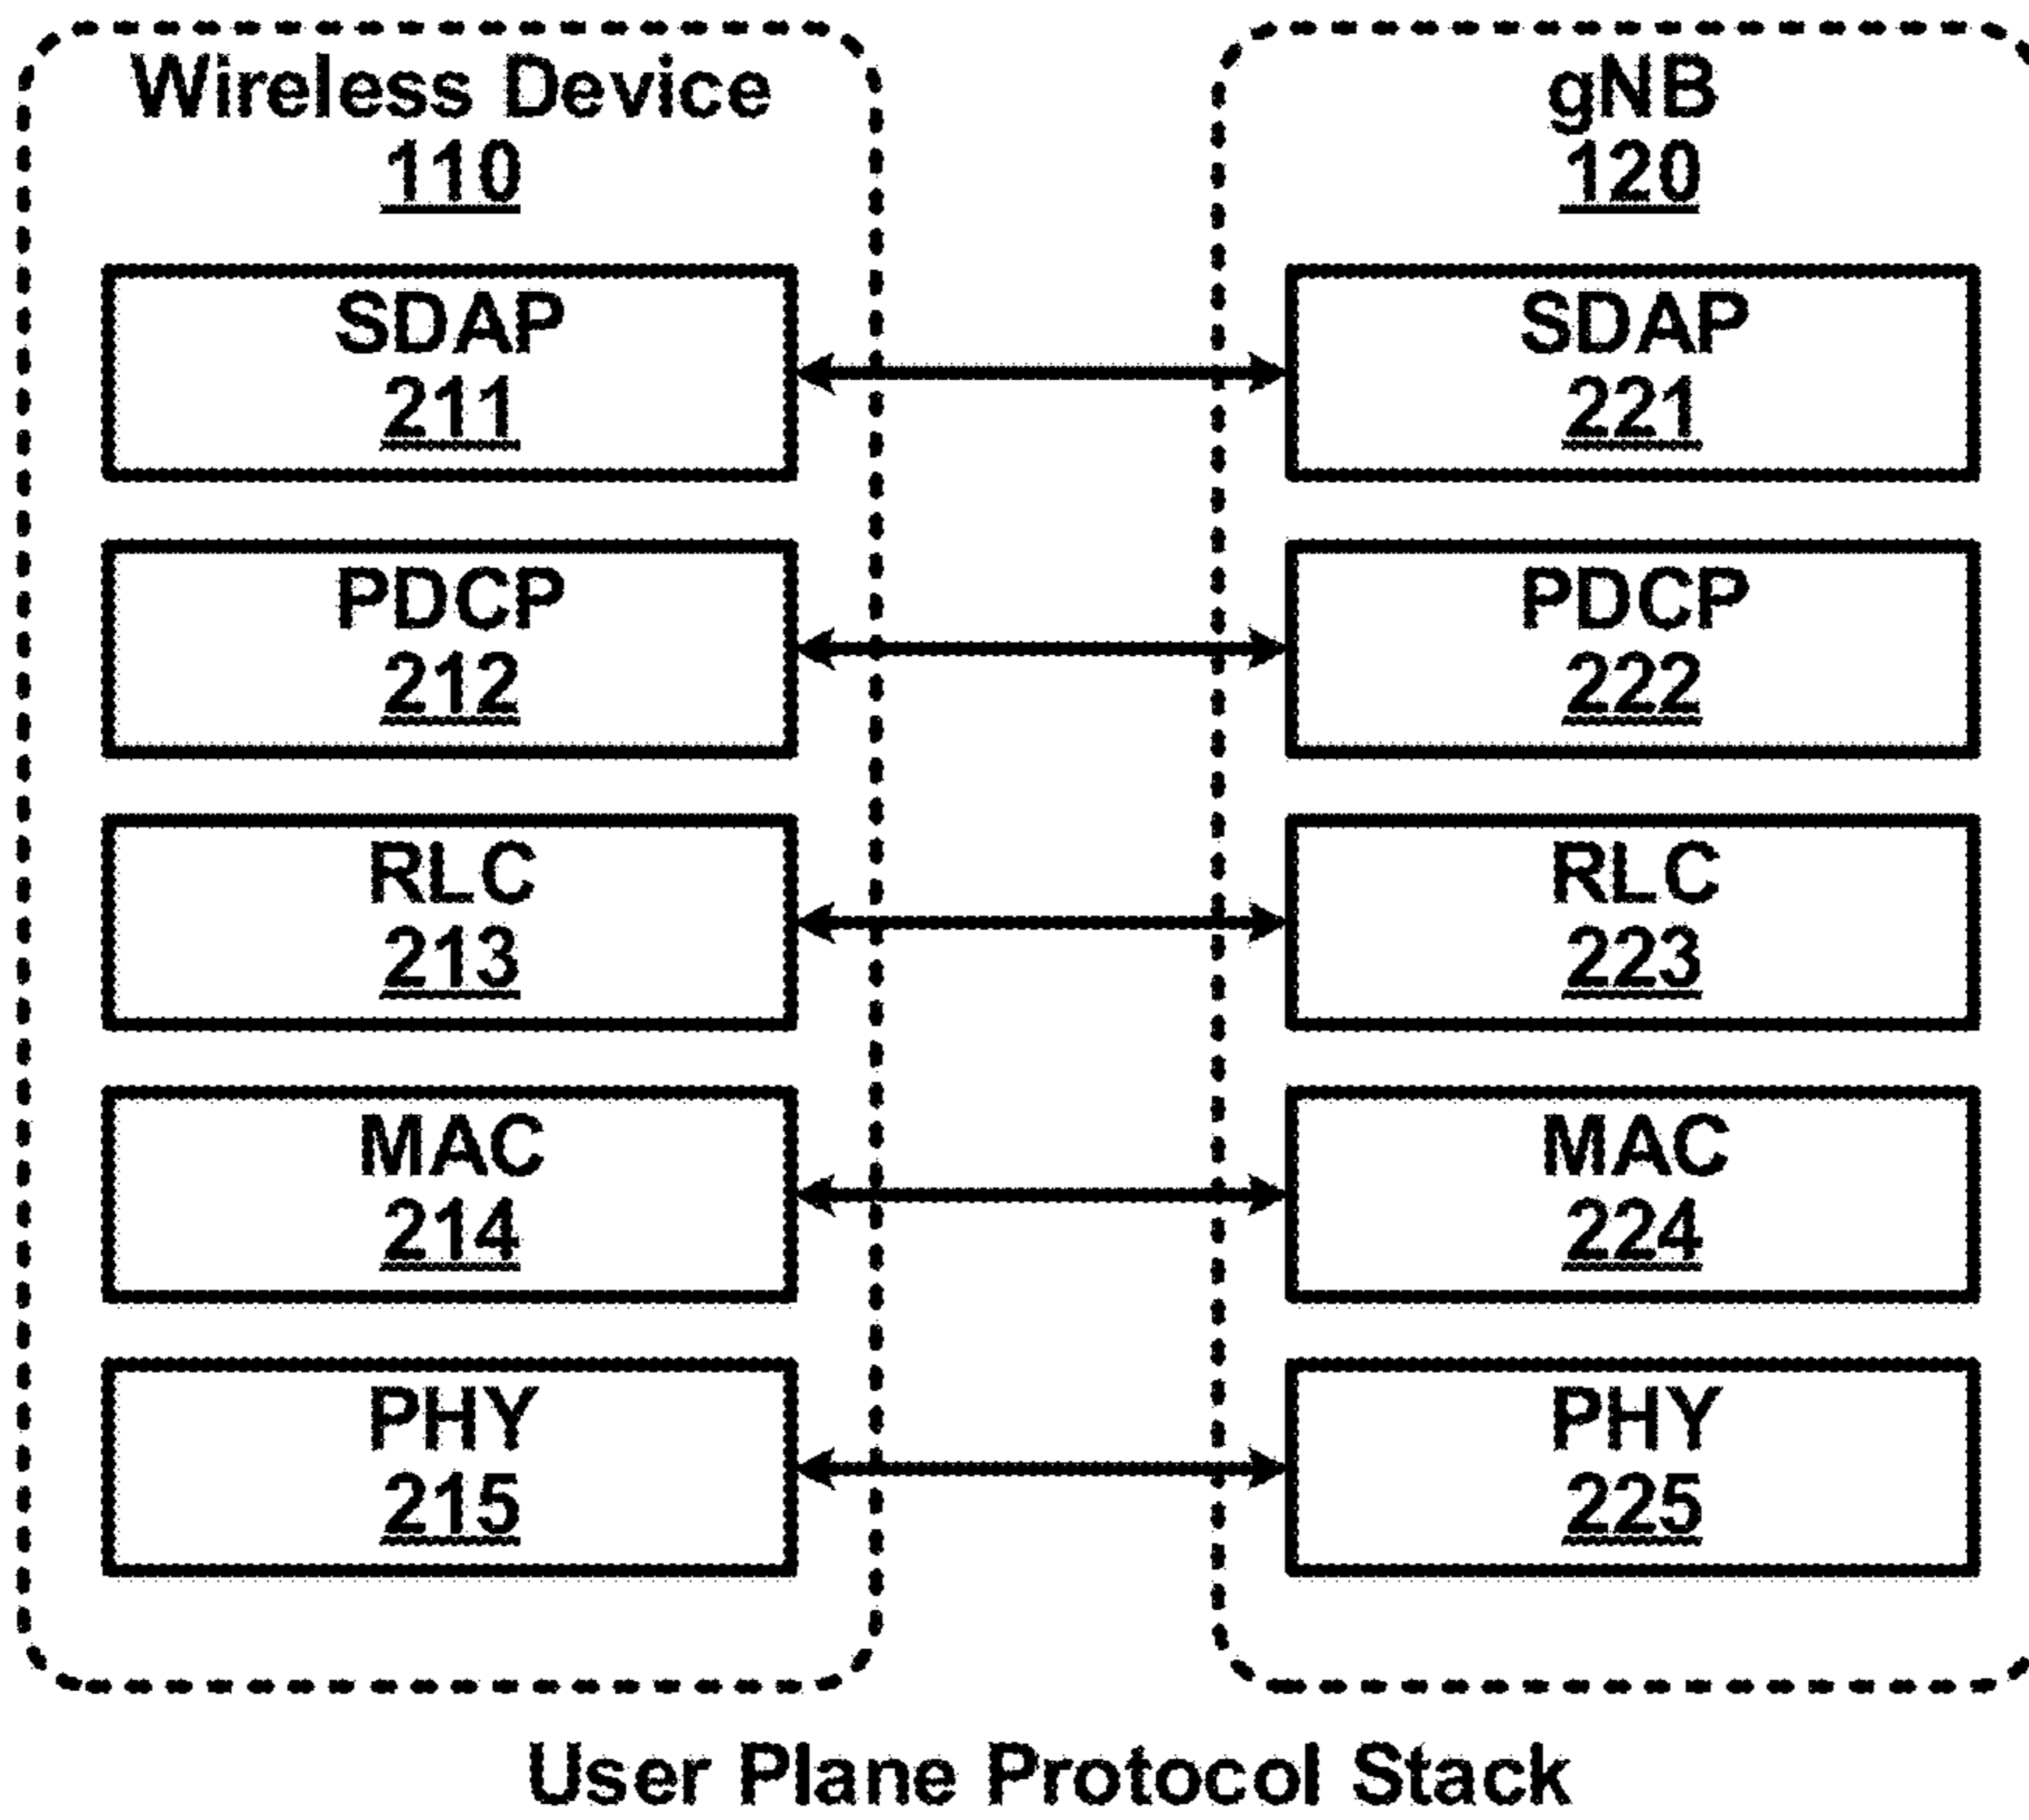 Wireless Device
110
SDAP
211
PDCP
212
RLC
213
MAC
214
PHY
215
gNB
120
SDAP
221
PDCP
222
RLC
223
MAC
224
PHY
225
User Plane Protocol Stack